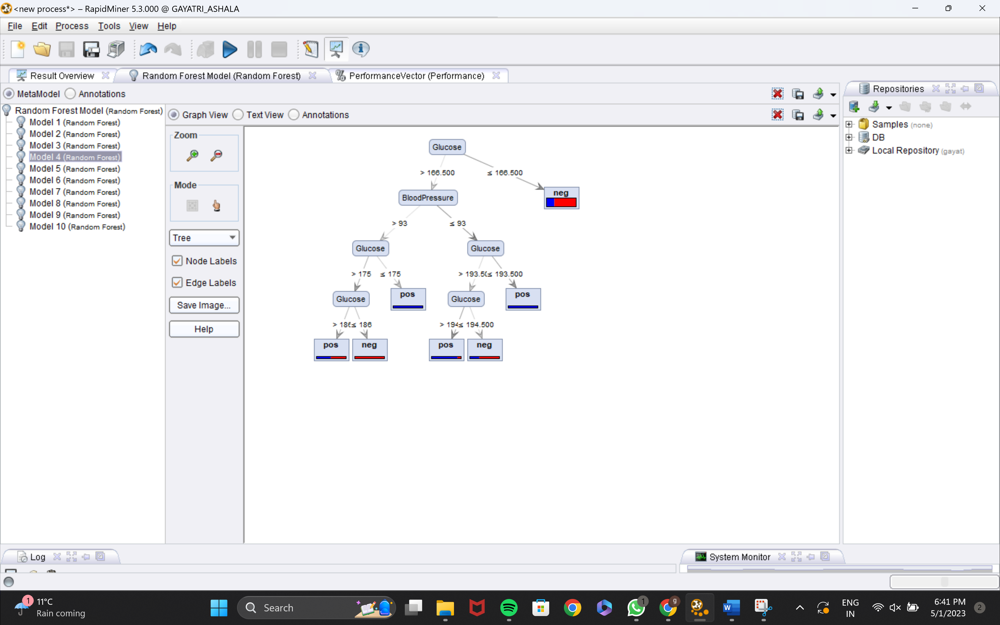 <new process*> – RapidMiner 5.3.000 @ GAYATRI_ASHALA
File Edit Process Tools View Help
Result Overview Random Forest Model (Random Forest) PerformanceVector (Performance)
Repositories
MetaModel Annotations
Random Forest Model (Random Forest)
Model 1 (Random Forest)
Model 2 (Random Forest)
Model 3 (Random Forest)
Model 4 (Random Forest)
Model 5 (Random Forest)
Model 6 (Random Forest)
Model 7 (Random Forest)
Model 8 (Random Forest)
Model 9 (Random Forest)
Model 10 (Random Forest)
Graph View Text View Annotations
Zoom
Mode
Tree
Node Labels
Edge Labels
Save Image...
Help
Glucose
> 166.500 ≤ 166.500
BloodPressure neg
> 93 ≤ 93
Glucose Glucose
> 175 ≤ 175 > 193.5 ≤ 193.500
Glucose pos Glucose pos
> 186 ≤ 186 > 194 ≤ 194.500
pos neg pos neg
Samples (none)
DB
Local Repository (gayat)
Log
System Monitor
1 11°C
Rain coming
Search
W
1
g
ENG
IN
6:41 PM
5/1/2023
2